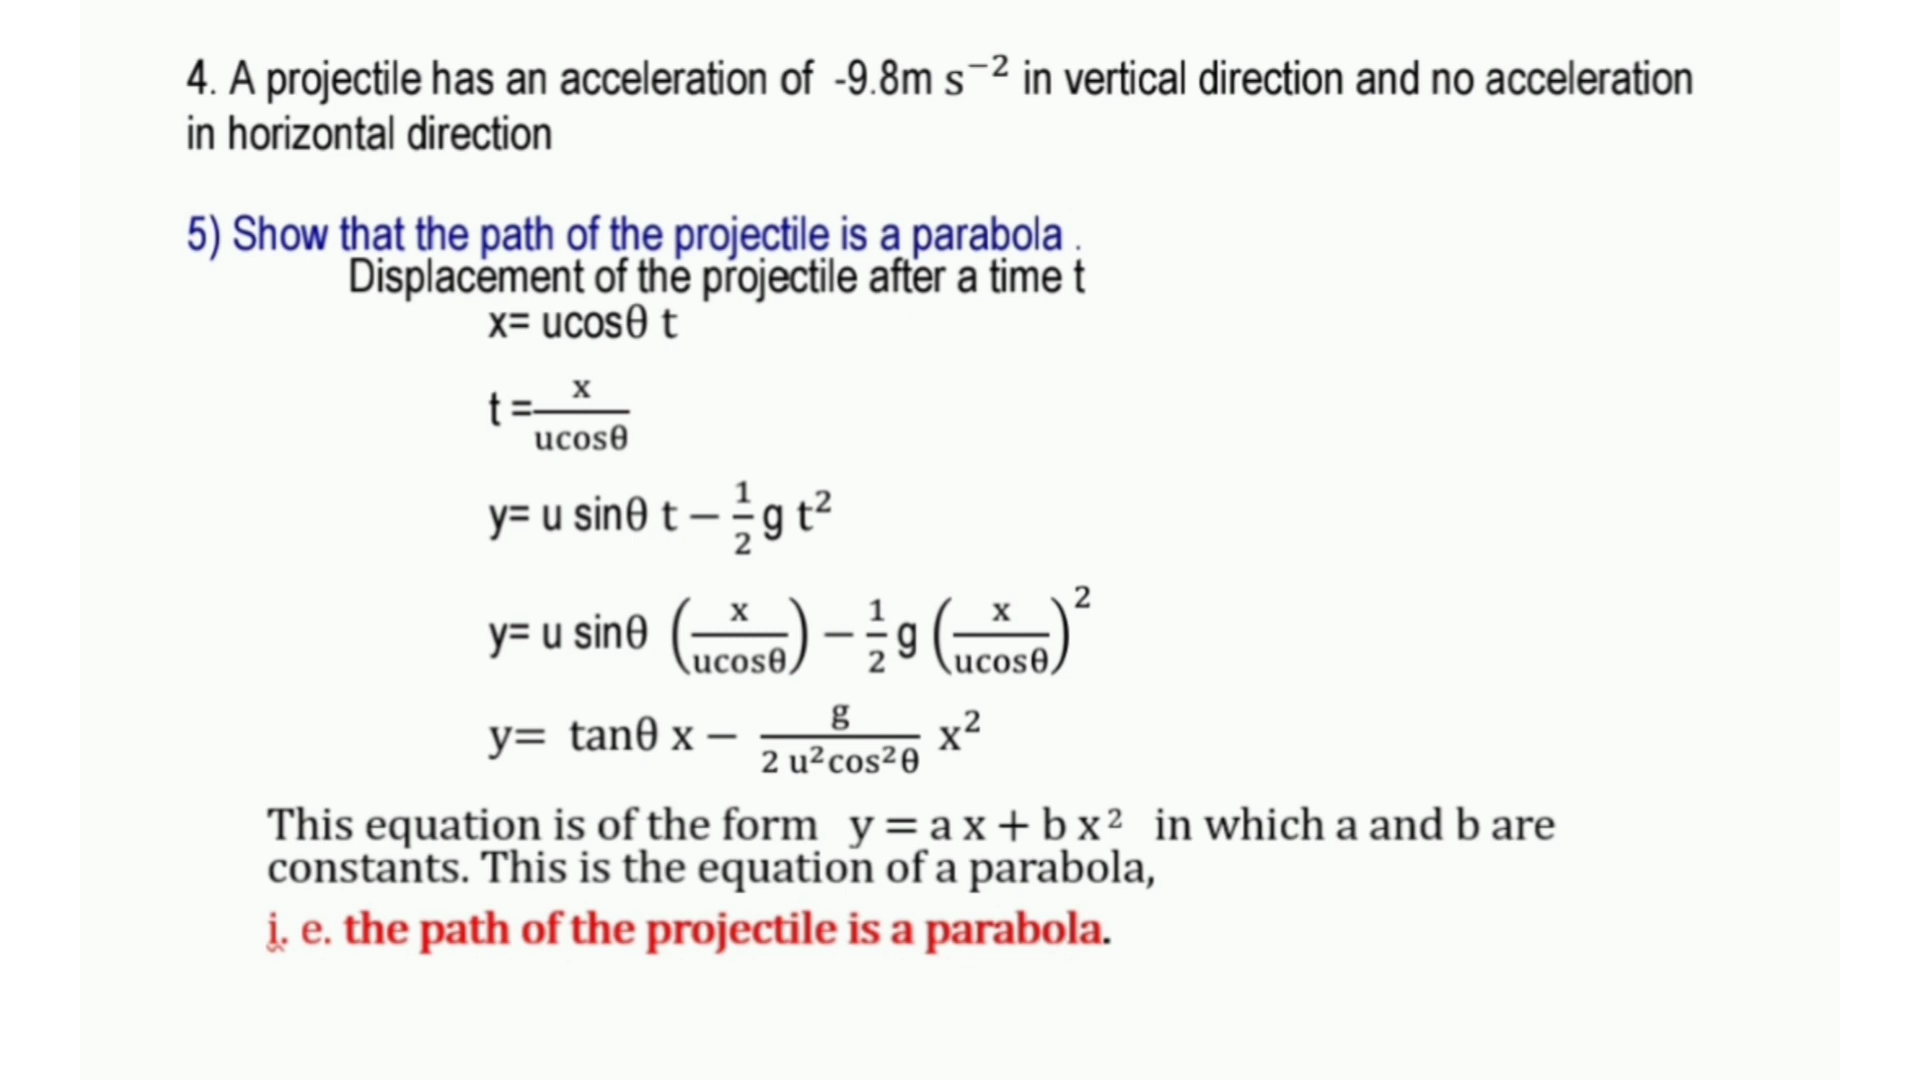 4. A projectile has an acceleration of -9.8m s⁻² in vertical direction and no acceleration
in horizontal direction
5) Show that the path of the projectile is a parabola .
Displacement of the projectile after a time t
x= ucosθ t
t = x/ucosθ
y= u sinθ t − 1/2 g t²
y= u sinθ (x/ucosθ) − 1/2 g (x/ucosθ)²
y= tanθ x − g/2 u²cos²θ x²
This equation is of the form y = a x + b x² in which a and b are
constants. This is the equation of a parabola,
i. e. the path of the projectile is a parabola.